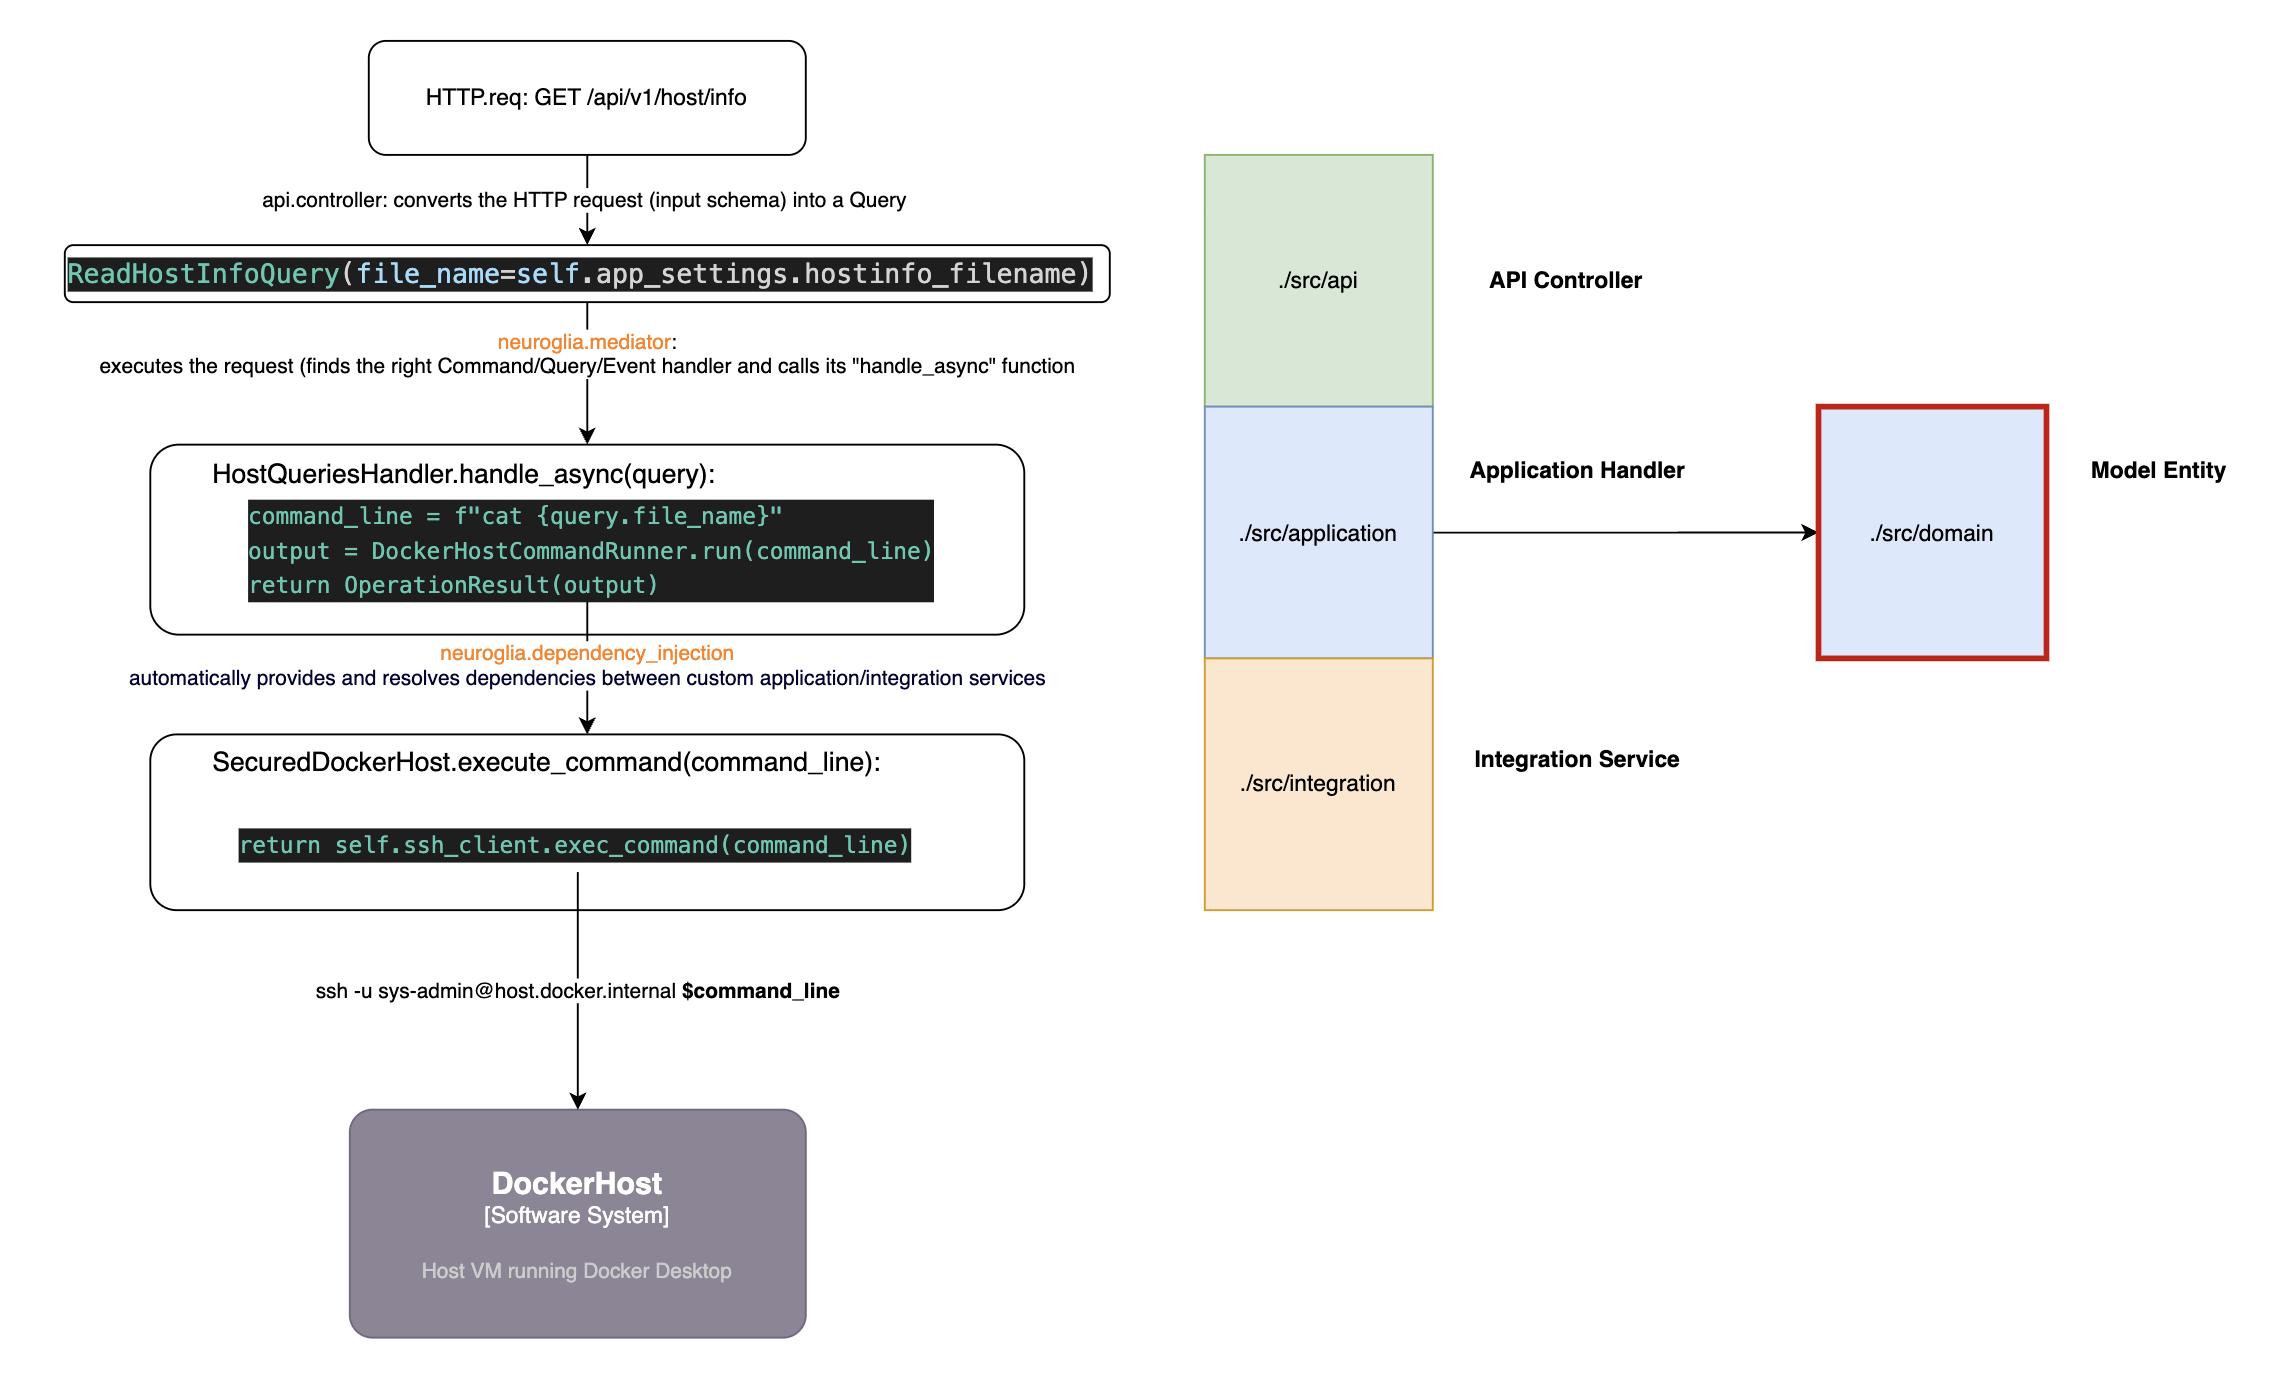 HTTP.req: GET /api/v1/host/info
api.controller: converts the HTTP request (input schema) into a Query
ReadHostInfoQuery(file_name=self.app_settings.hostinfo_filename)
neuroglia.mediator:
executes the request (finds the right Command/Query/Event handler and calls its "handle_async" function
HostQueriesHandler.handle_async(query):
command_line = f"cat {query.file_name}"
output = DockerHostCommandRunner.run(command_line)
return OperationResult(output)
neuroglia.dependency_injection
automatically provides and resolves dependencies between custom application/integration services
SecuredDockerHost.execute_command(command_line):
return self.ssh_client.exec_command(command_line)
ssh -u sys-admin@host.docker.internal $command_line
DockerHost
[Software System]
Host VM running Docker Desktop
./src/api
API Controller
./src/application
Application Handler
./src/domain
Model Entity
./src/integration
Integration Service